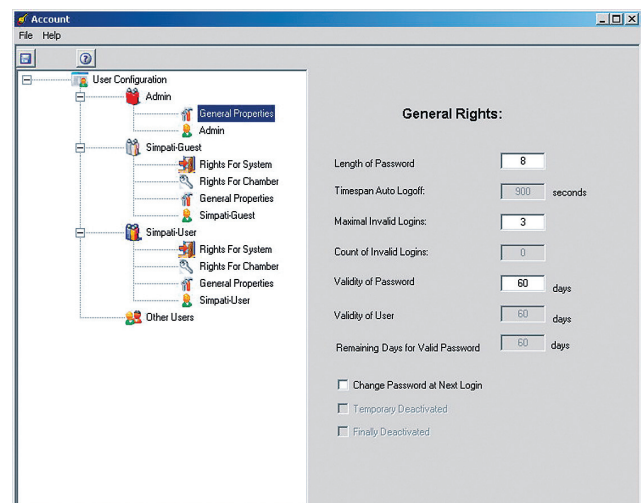 Account
File Help
User Configuration
Admin
General Properties
Admin
Simpati-Guest
Rights For System
Rights For Chamber
General Properties
Simpati-Guest
Simpati-User
Rights For System
Rights For Chamber
General Properties
Simpati-User
Other Users
General Rights:
Length of Password 8
Timespan Auto Logoff: 900 seconds
Maximal Invalid Logins: 3
Count of Invalid Logins: 0
Validity of Password 60 days
Validity of User 60 days
Remaining Days for Valid Password 60 days
Change Password at Next Login
Temporary Deactivated
Finally Deactivated